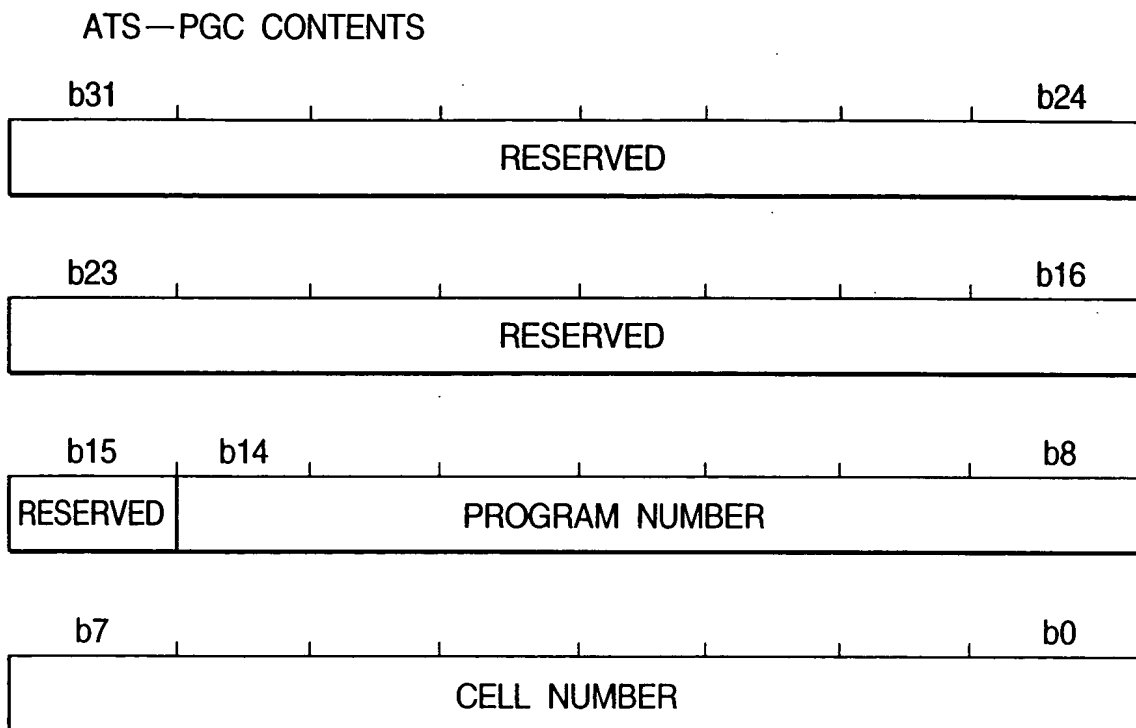 ATS—PGC CONTENTS
b31 b24
RESERVED
b23 b16
RESERVED
b15 b14 b8
RESERVED PROGRAM NUMBER
b7 b0
CELL NUMBER